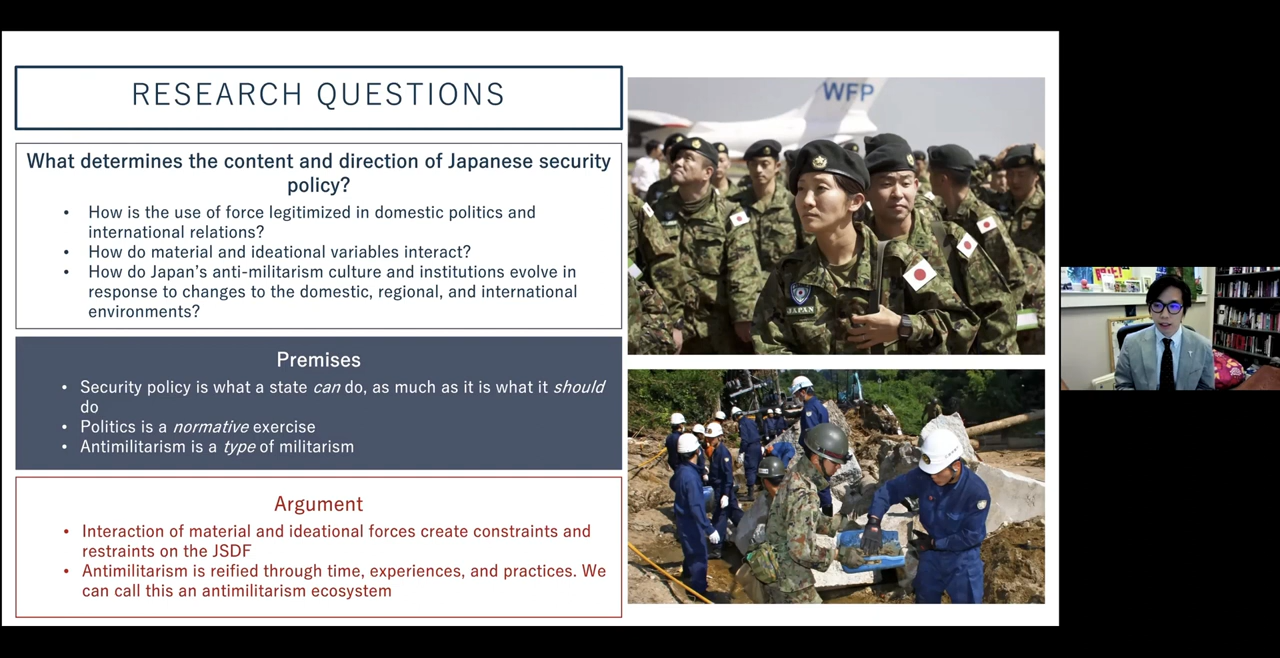 RESEARCH QUESTIONS
What determines the content and direction of Japanese security
policy?
• How is the use of force legitimized in domestic politics and
international relations?
• How do material and ideational variables interact?
• How do Japan's anti-militarism culture and institutions evolve in
response to changes to the domestic, regional, and international
environments?
Premises
• Security policy is what a state can do, as much as it is what it should
do
• Politics is a normative exercise
• Antimilitarism is a type of militarism
Argument
• Interaction of material and ideational forces create constraints and
restraints on the JSDF
• Antimilitarism is reified through time, experiences, and practices. We
can call this an antimilitarism ecosystem
WFP
JAPAN